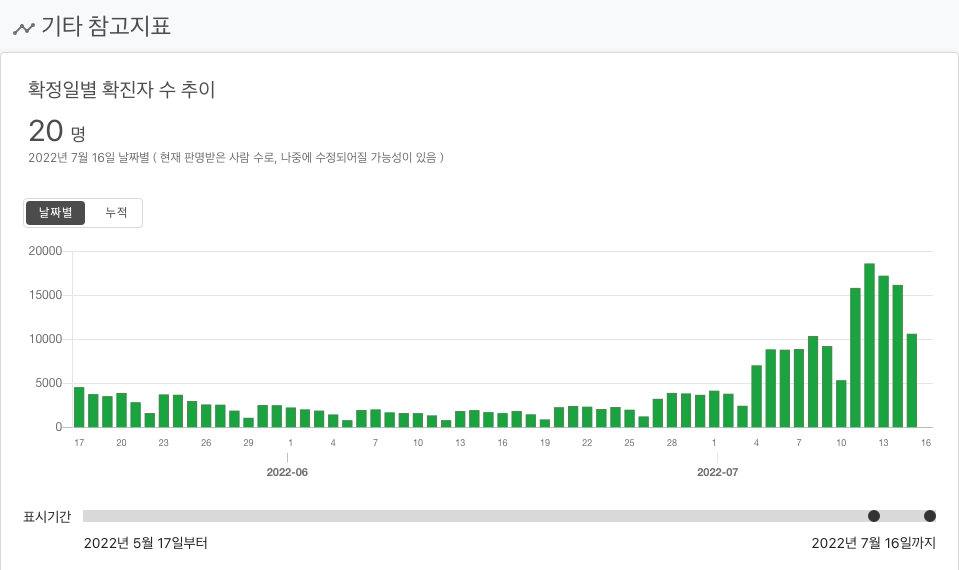 기타 참고지표
확정일별 확진자 수 추이
20 명
2022년 7월 16일 날짜별 ( 현재 판명받은 사람 수로, 나중에 수정되어질 가능성이 있음 )
날짜별 누적
20000
15000
10000
5000
0
17 20 23 26 29 1 4 7 10 13 16 19 22 25 28 1 4 7 10 13 16
2022-06 2022-07
표시기간
2022년 5월 17일부터 2022년 7월 16일까지